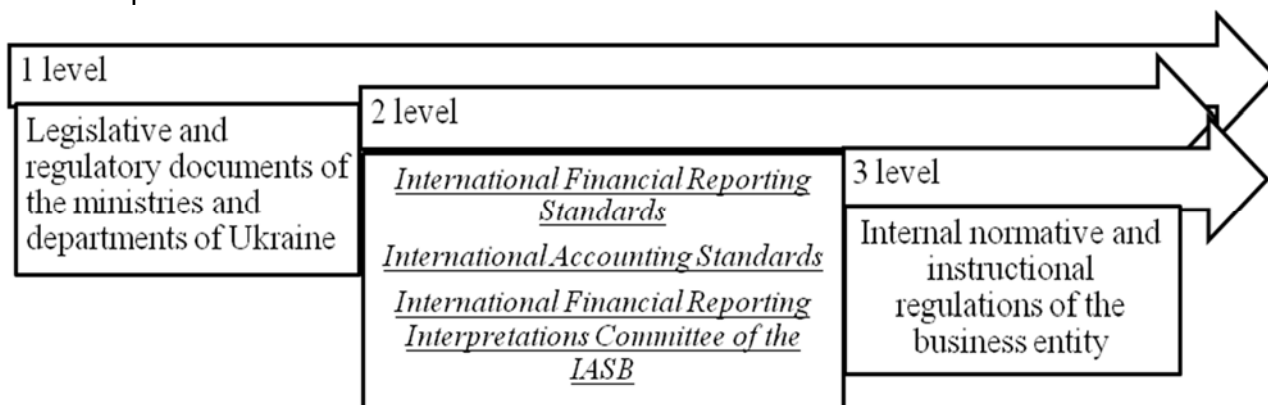 1 level
Legislative and
regulatory documents of
the ministries and
departments of Ukraine
2 level
International Financial Reporting
Standards
International Accounting Standards
International Financial Reporting
Interpretations Committee of the
IASB
3 level
Internal normative and
instructional
regulations of the
business entity